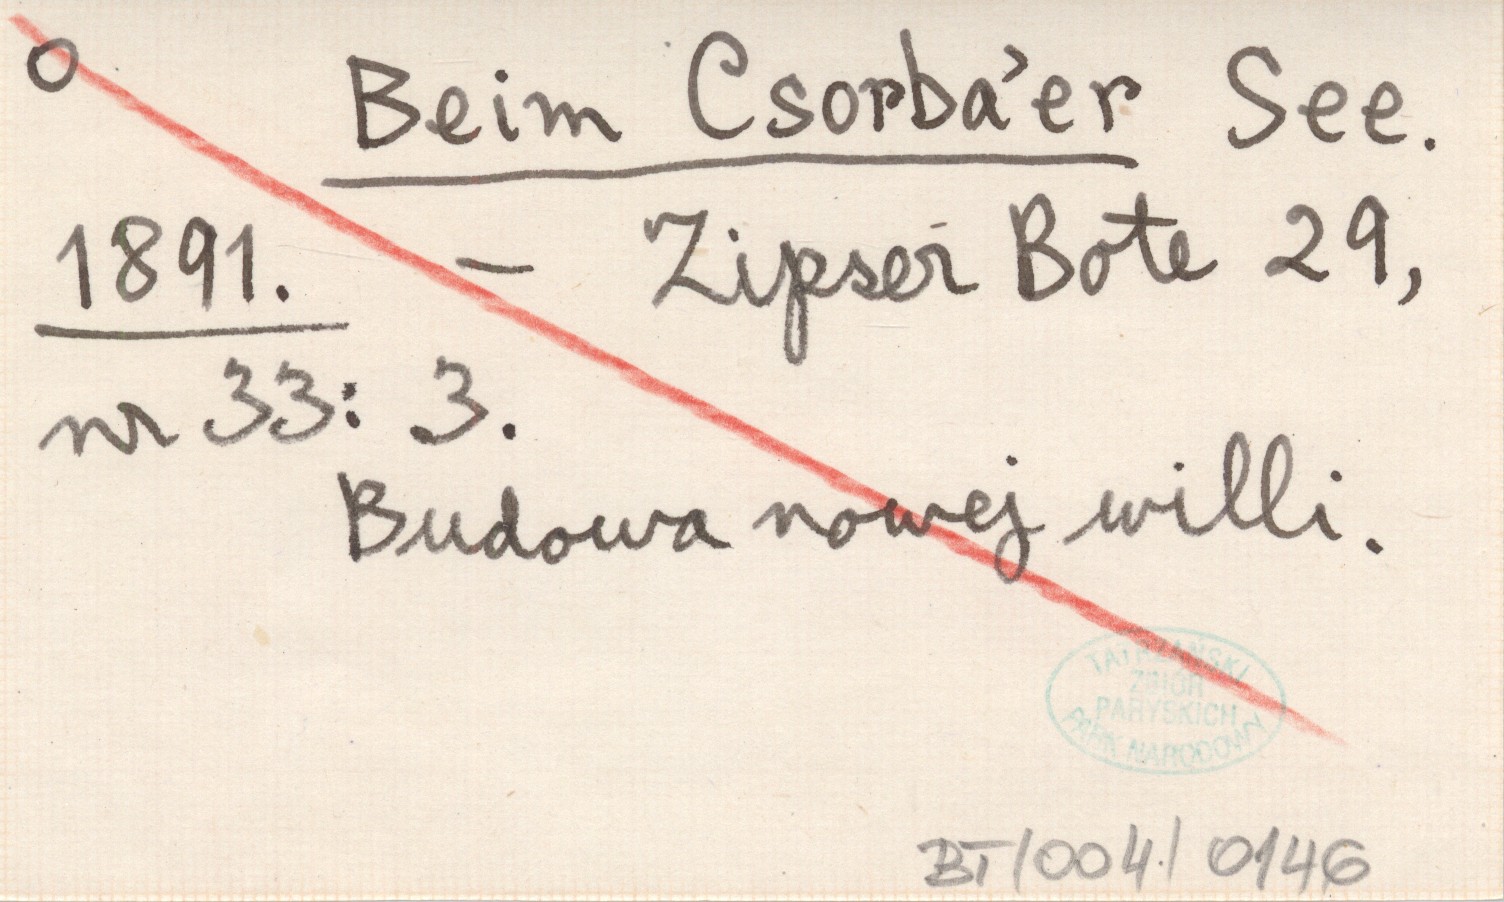 o Beim Csorba'er See.
1891. – Zipser Bote 29,
nr 33: 3.
Budowa nowej willi.
TATRZAŃSKI
ZBIÓR
PARYSKICH
PARK NARODOWY
BT/004/0146